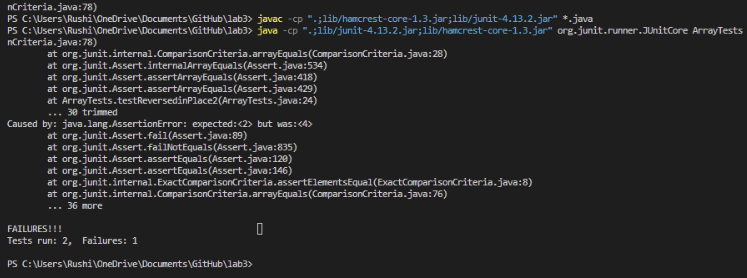 nCriteria.java:78)
PS C:\Users\Rushi\OneDrive\Documents\GitHub\lab3> javac -cp ".;lib/hamcrest-core-1.3.jar;lib/junit-4.13.2.jar" *.java
PS C:\Users\Rushi\OneDrive\Documents\GitHub\lab3> java -cp ".;lib/junit-4.13.2.jar;lib/hamcrest-core-1.3.jar" org.junit.runner.JUnitCore ArrayTests
nCriteria.java:78)
at org.junit.internal.ComparisonCriteria.arrayEquals(ComparisonCriteria.java:28)
at org.junit.Assert.internalArrayEquals(Assert.java:534)
at org.junit.Assert.assertArrayEquals(Assert.java:418)
at org.junit.Assert.assertArrayEquals(Assert.java:429)
at ArrayTests.testReversedinPlace2(ArrayTests.java:24)
... 30 trimmed
Caused by: java.lang.AssertionError: expected:<2> but was:<4>
at org.junit.Assert.fail(Assert.java:89)
at org.junit.Assert.failNotEquals(Assert.java:835)
at org.junit.Assert.assertEquals(Assert.java:120)
at org.junit.Assert.assertEquals(Assert.java:146)
at org.junit.internal.ExactComparisonCriteria.assertElementsEqual(ExactComparisonCriteria.java:8)
at org.junit.internal.ComparisonCriteria.arrayEquals(ComparisonCriteria.java:76)
... 36 more
FAILURES!!!
Tests run: 2,  Failures: 1
PS C:\Users\Rushi\OneDrive\Documents\GitHub\lab3>